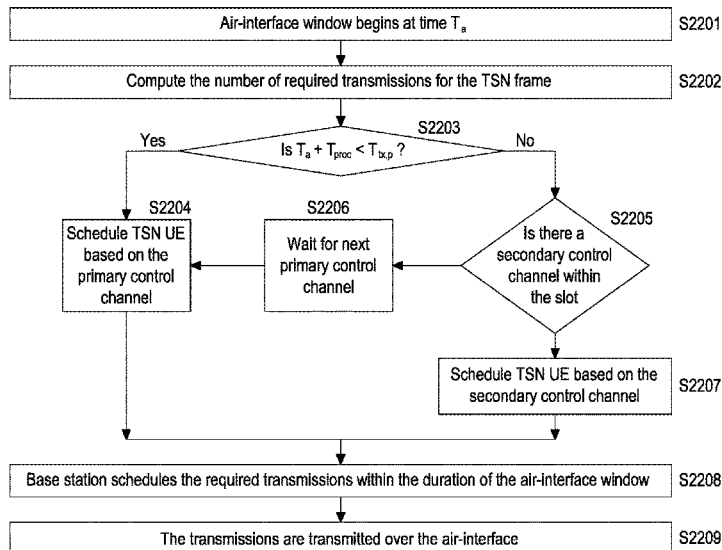 Air-interface window begins at time Ta
S2201
Compute the number of required transmissions for the TSN frame
S2202
S2203
Yes
Is Ta + Tproc < Ttx,p ?
No
S2204
Schedule TSN UE
based on the
primary control
channel
S2206
Wait for next
primary control
channel
S2205
Is there a
secondary control
channel within
the slot
Schedule TSN UE based on the
secondary control channel
S2207
Base station schedules the required transmissions within the duration of the air-interface window
S2208
The transmissions are transmitted over the air-interface
S2209